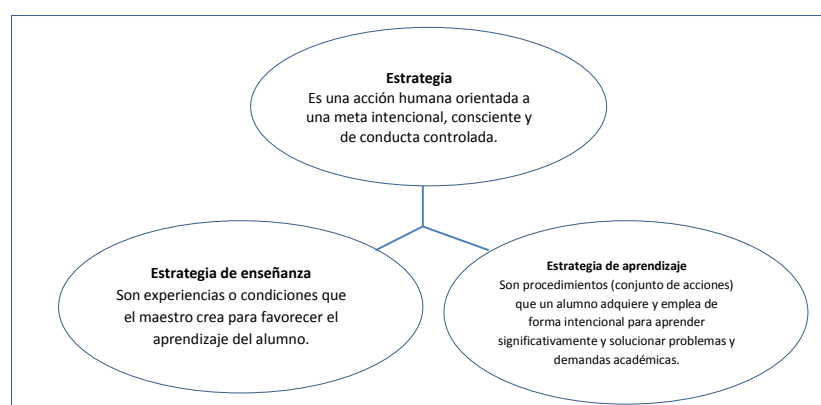 Estrategia
Es una acción humana orientada a
una meta intencional, consciente y
de conducta controlada.
Estrategia de enseñanza
Son experiencias o condiciones que
el maestro crea para favorecer el
aprendizaje del alumno.
Estrategia de aprendizaje
Son procedimientos (conjunto de acciones)
que un alumno adquiere y emplea de
forma intencional para aprender
significativamente y solucionar problemas y
demandas académicas.